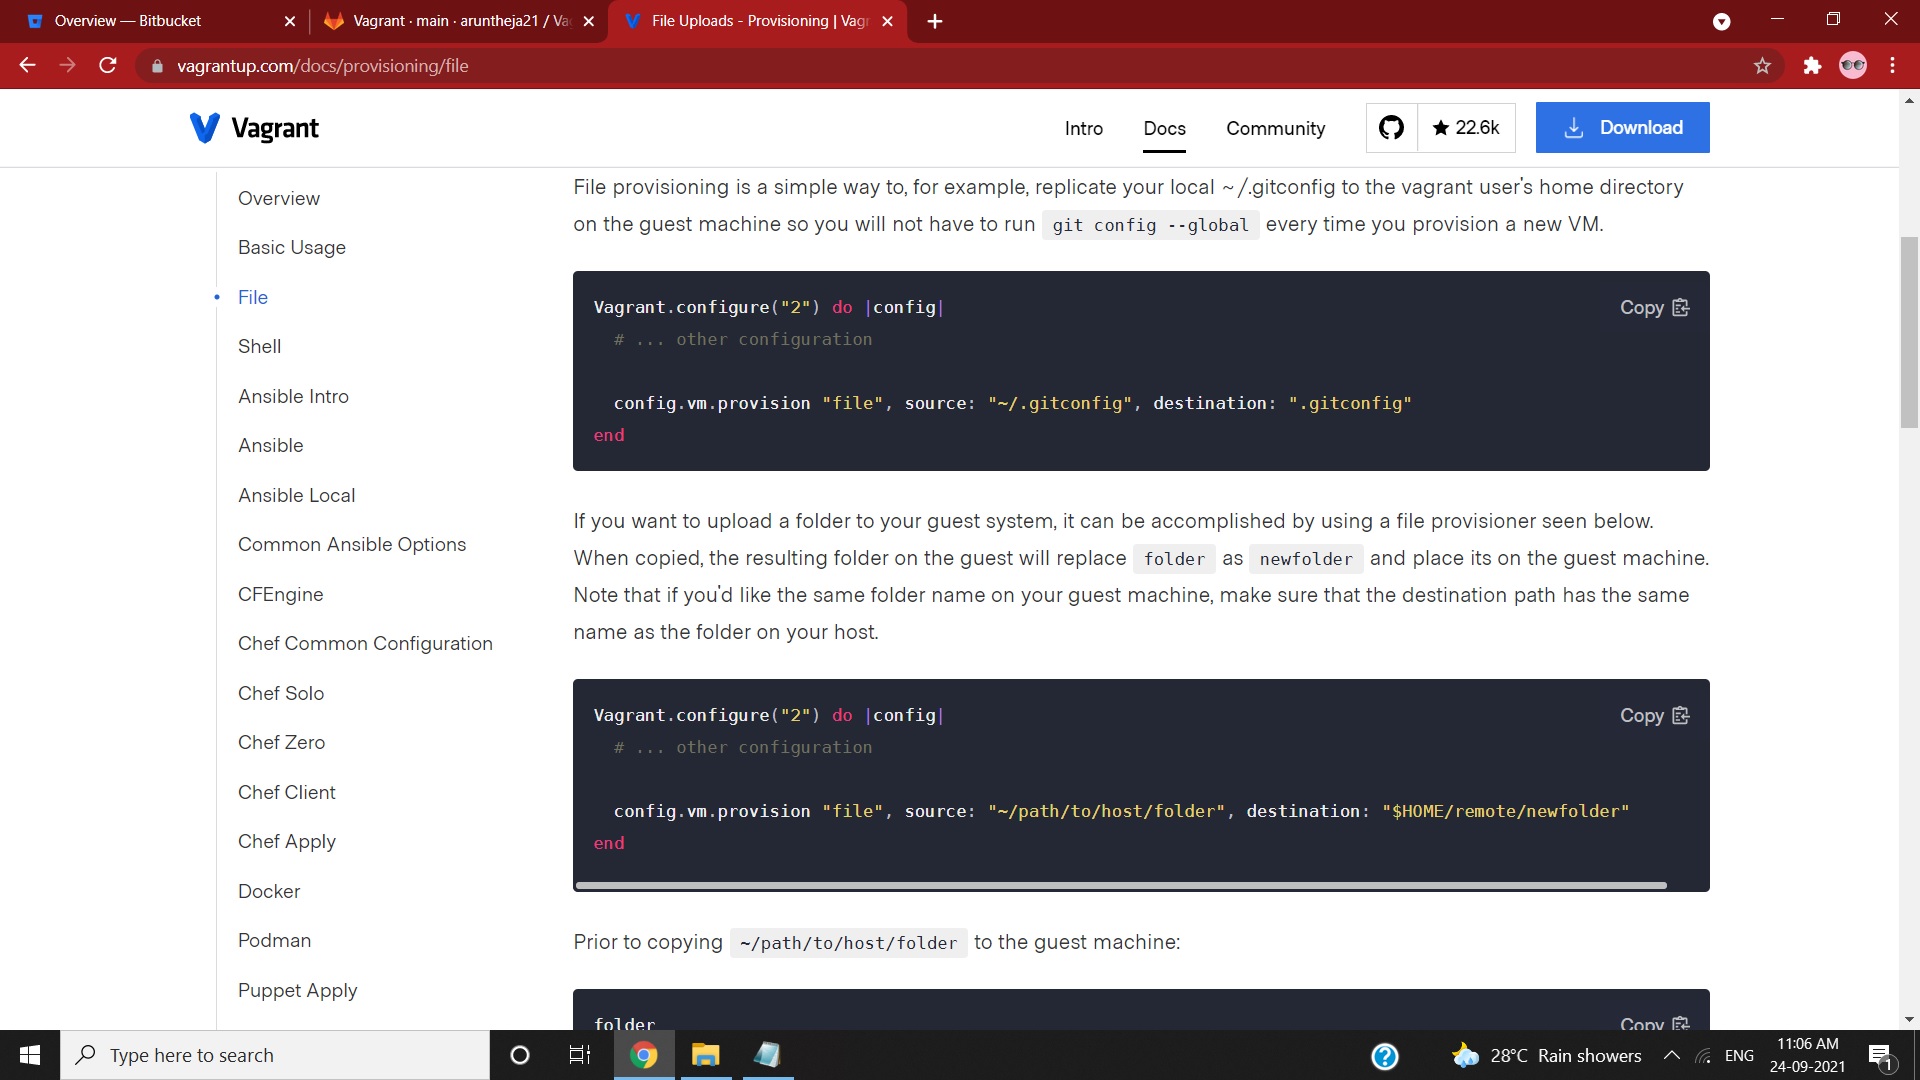 Overview — Bitbucket
Vagrant · main · aruntheja21 / Va
File Uploads - Provisioning | Vagr
vagrantup.com/docs/provisioning/file
Vagrant
Intro
Docs
Community
22.6k
Download
Overview
Basic Usage
File
Shell
Ansible Intro
Ansible
Ansible Local
Common Ansible Options
CFEngine
Chef Common Configuration
Chef Solo
Chef Zero
Chef Client
Chef Apply
Docker
Podman
Puppet Apply
File provisioning is a simple way to, for example, replicate your local ~/.gitconfig to the vagrant user's home directory
on the guest machine so you will not have to run git config --global every time you provision a new VM.
Vagrant.configure("2") do |config|
Copy
# ... other configuration
config.vm.provision "file", source: "~/.gitconfig", destination: ".gitconfig"
end
If you want to upload a folder to your guest system, it can be accomplished by using a file provisioner seen below.
When copied, the resulting folder on the guest will replace folder as newfolder and place its on the guest machine.
Note that if you'd like the same folder name on your guest machine, make sure that the destination path has the same
name as the folder on your host.
Vagrant.configure("2") do |config|
Copy
# ... other configuration
config.vm.provision "file", source: "~/path/to/host/folder", destination: "$HOME/remote/newfolder"
end
Prior to copying ~/path/to/host/folder to the guest machine:
folder
Copy
Type here to search
28°C Rain showers
ENG
11:06 AM
24-09-2021
1